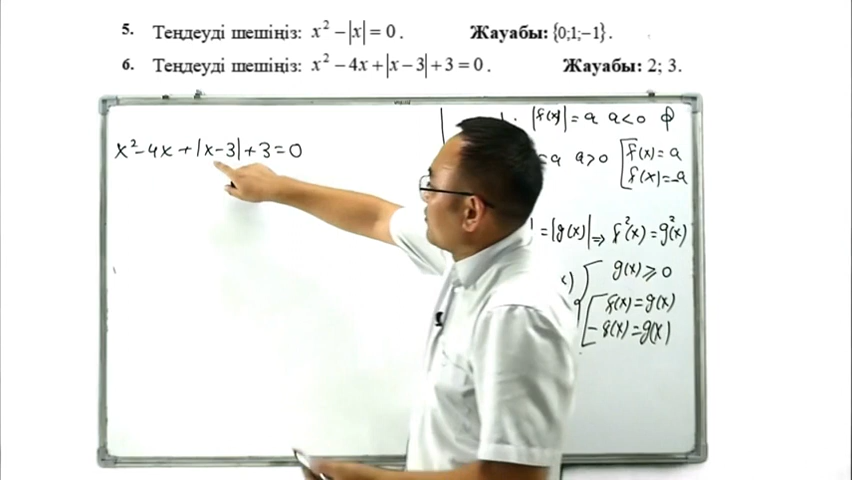 5. Теңдеуді шешіңіз: x² − |x| = 0. Жауабы: {0;1;−1}.
6. Теңдеуді шешіңіз: x² − 4x + |x − 3| + 3 = 0. Жауабы: 2; 3.
x² − 4x + |x − 3| + 3 = 0
|f(x)| = a a < 0 ϕ
= a a > 0 [ f(x) = a
f(x) = −a
= |g(x)| ⇒ f²(x) = g²(x)
g(x) ⩾ 0
f(x) = g(x)
−f(x) = g(x)